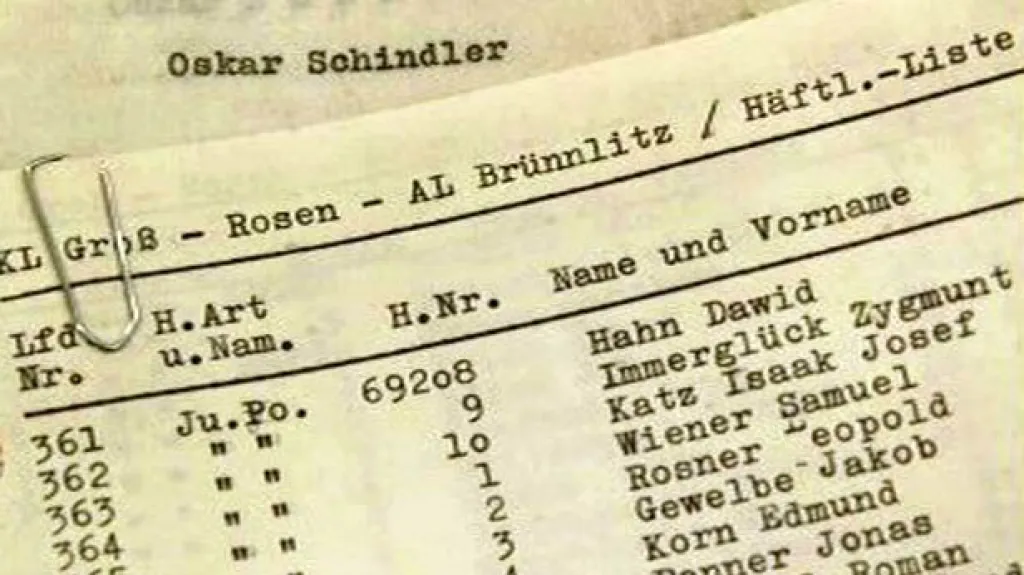 Oskar Schindler
KL Groß - Rosen - AL Brünnlitz / Häftl.-Liste
Lfd Nr. H.Art u.Nam. H.Nr. Name und Vorname
361 Ju.Po. 69208 Hahn Dawid
362 " " 9 Immerglück Zygmunt
363 " " 10 Katz Isaak Josef
364 " " 1 Wiener Samuel
365 " " 2 Rosner Leopold
3 Gewelbe Jakob
4 Korn Edmund
Jonas
Roman